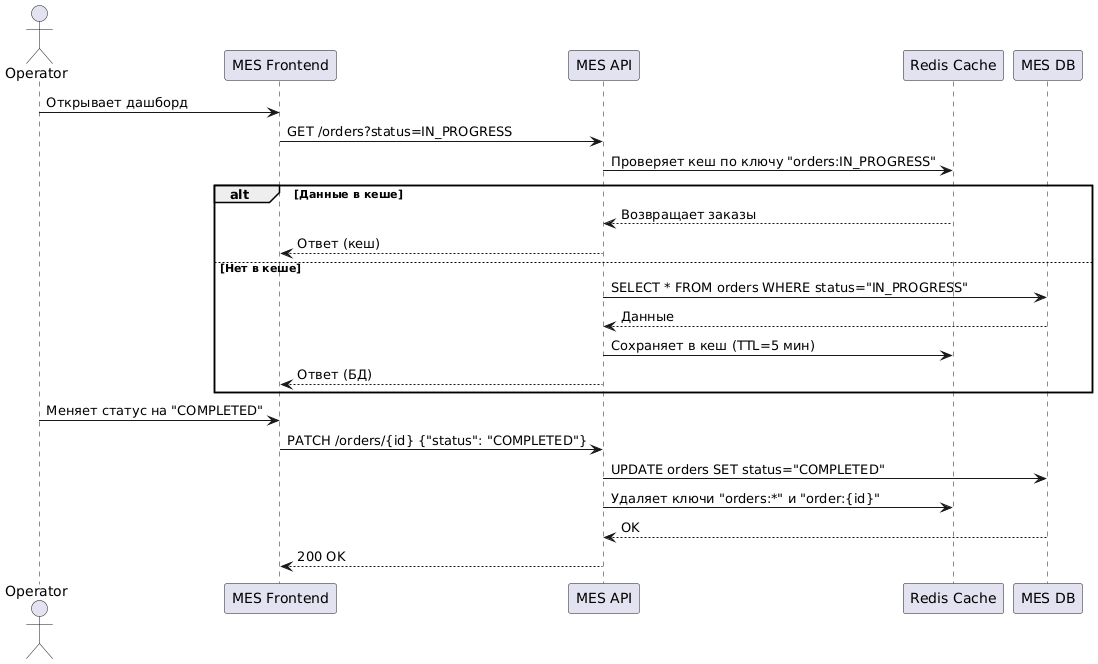 Operator
MES Frontend
MES API
Redis Cache
MES DB
Открывает дашборд
GET /orders?status=IN_PROGRESS
Проверяет кеш по ключу "orders:IN_PROGRESS"
alt
[Данные в кеше]
Возвращает заказы
Ответ (кеш)
[Нет в кеше]
SELECT * FROM orders WHERE status="IN_PROGRESS"
Данные
Сохраняет в кеш (TTL=5 мин)
Ответ (БД)
Меняет статус на "COMPLETED"
PATCH /orders/{id} {"status": "COMPLETED"}
UPDATE orders SET status="COMPLETED"
Удаляет ключи "orders:*" и "order:{id}"
OK
200 OK
Operator
MES Frontend
MES API
Redis Cache
MES DB